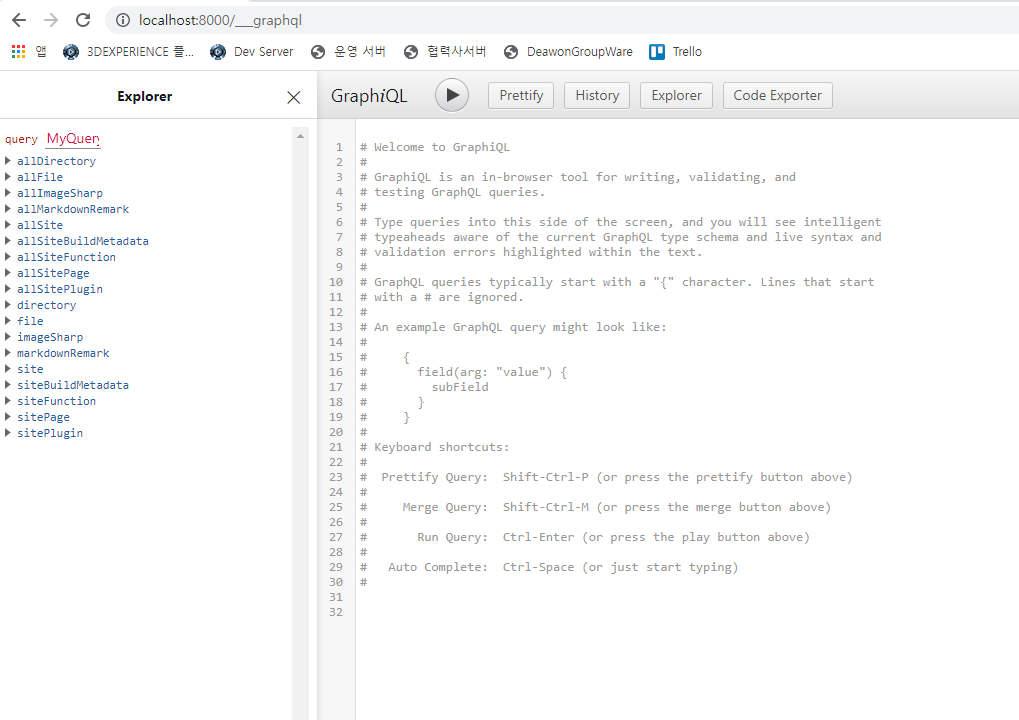 localhost:8000/___graphql
앱 3DEXPERIENCE 플... Dev Server 운영 서버 협력사서버 DeawonGroupWare Trello
Explorer
GraphiQL Prettify History Explorer Code Exporter
query MyQuery
allDirectory
allFile
allImageSharp
allMarkdownRemark
allSite
allSiteBuildMetadata
allSiteFunction
allSitePage
allSitePlugin
directory
file
imageSharp
markdownRemark
site
siteBuildMetadata
siteFunction
sitePage
sitePlugin
1 # Welcome to GraphiQL
2 #
3 # GraphiQL is an in-browser tool for writing, validating, and
4 # testing GraphQL queries.
5 #
6 # Type queries into this side of the screen, and you will see intelligent
7 # typeaheads aware of the current GraphQL type schema and live syntax and
8 # validation errors highlighted within the text.
9 #
10 # GraphQL queries typically start with a "{" character. Lines that start
11 # with a # are ignored.
12 #
13 # An example GraphQL query might look like:
14 #
15 #     {
16 #       field(arg: "value") {
17 #         subField
18 #       }
19 #     }
20 #
21 # Keyboard shortcuts:
22 #
23 #  Prettify Query:  Shift-Ctrl-P (or press the prettify button above)
24 #
25 #     Merge Query:  Shift-Ctrl-M (or press the merge button above)
26 #
27 #       Run Query:  Ctrl-Enter (or press the play button above)
28 #
29 #   Auto Complete:  Ctrl-Space (or just start typing)
30 #
31
32